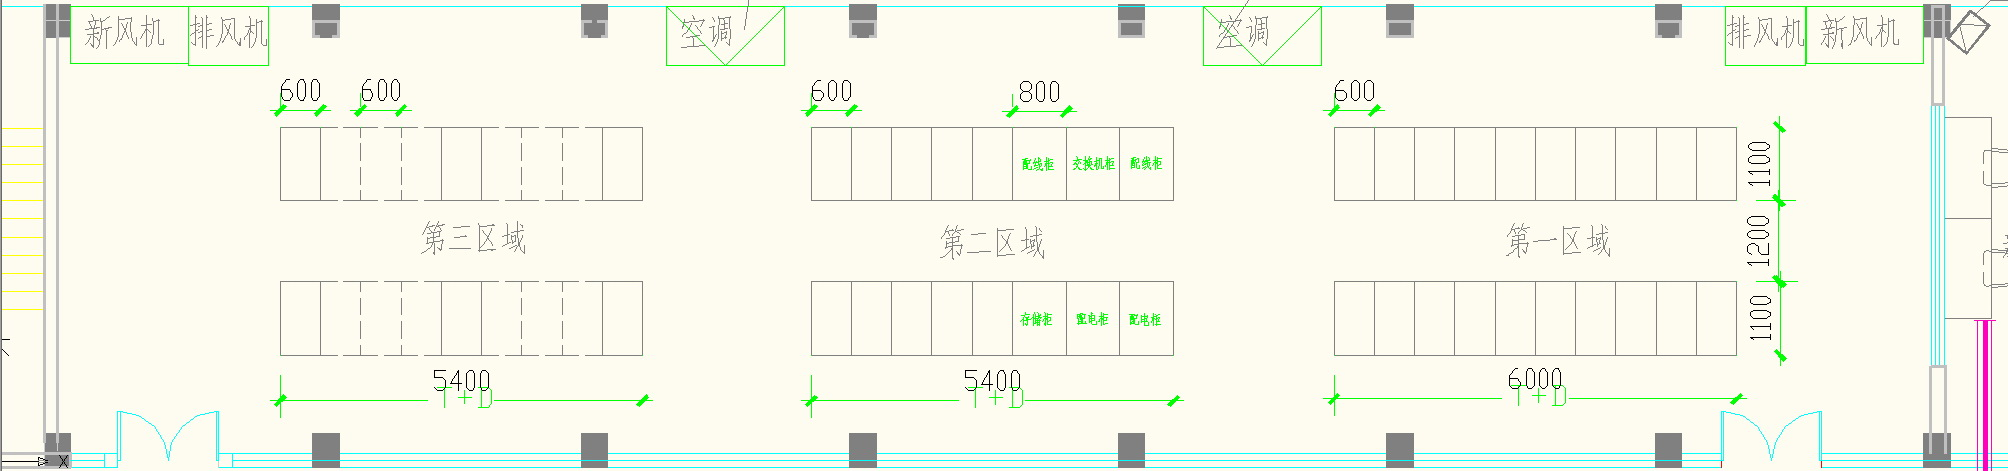 新风机 排风机 空调 空调 排风机 新风机
600 600 600 800 600
配线柜 交换机柜 配线柜
1100
第三区域 第二区域 第一区域
1200
存储柜 配电柜 配电柜
1100
5400 5400 6000
T+D T+D T+D
X